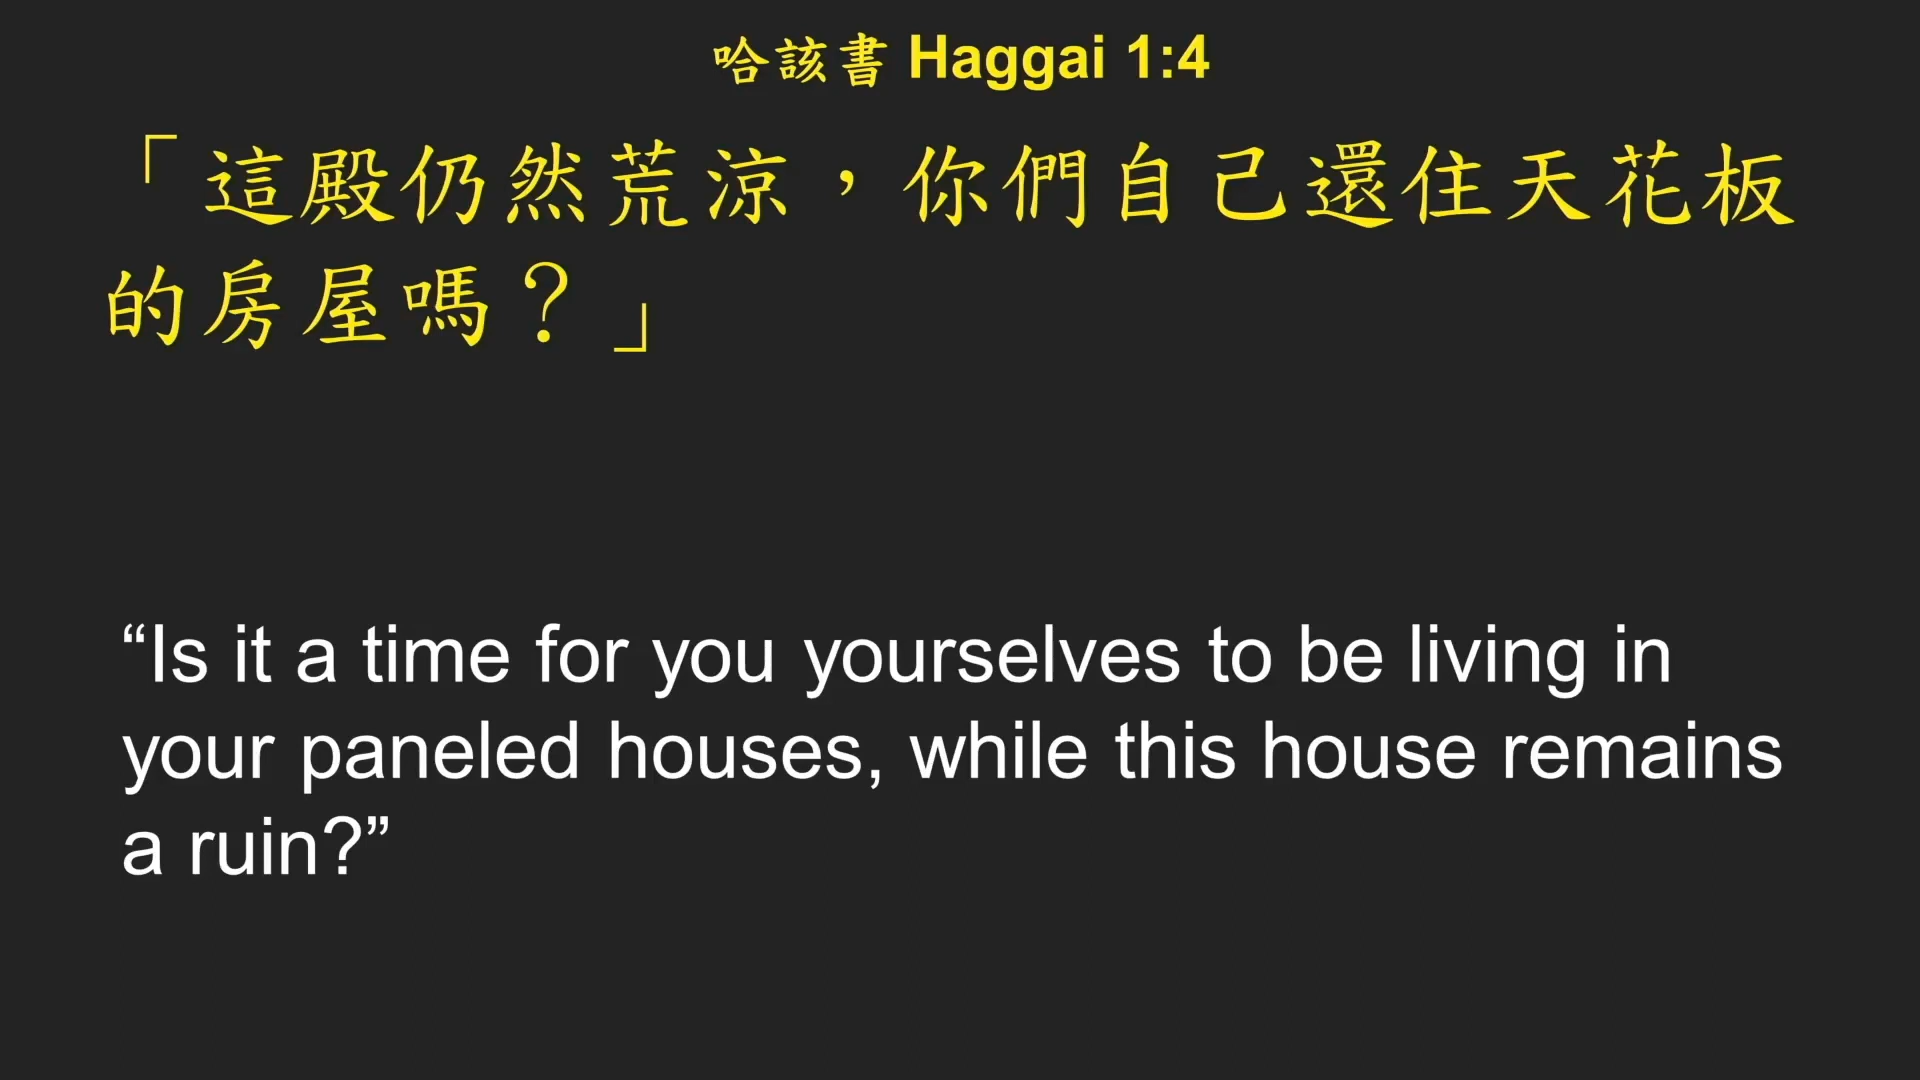 哈該書 Haggai 1:4
「這殿仍然荒涼，你們自己還住天花板
的房屋嗎？」
“Is it a time for you yourselves to be living in
your paneled houses, while this house remains
a ruin?”